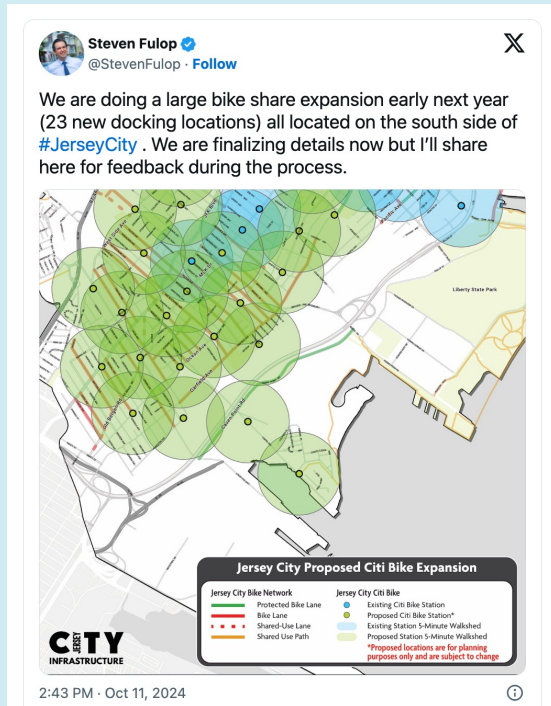 Steven Fulop
@StevenFulop · Follow
X
We are doing a large bike share expansion early next year
(23 new docking locations) all located on the south side of
#JerseyCity . We are finalizing details now but I’ll share
here for feedback during the process.
Liberty State Park
Ocean Ave
Garfield Ave
Jersey City Proposed Citi Bike Expansion
Jersey City Bike Network
Protected Bike Lane
Bike Lane
Shared-Use Lane
Shared Use Path
Jersey City Citi Bike
Existing Citi Bike Station
Proposed Citi Bike Station*
Existing Station 5-Minute Walkshed
Proposed Station 5-Minute Walkshed
*Proposed locations are for planning
purposes only and are subject to change
JERSEY
CITY
INFRASTRUCTURE
2:43 PM · Oct 11, 2024